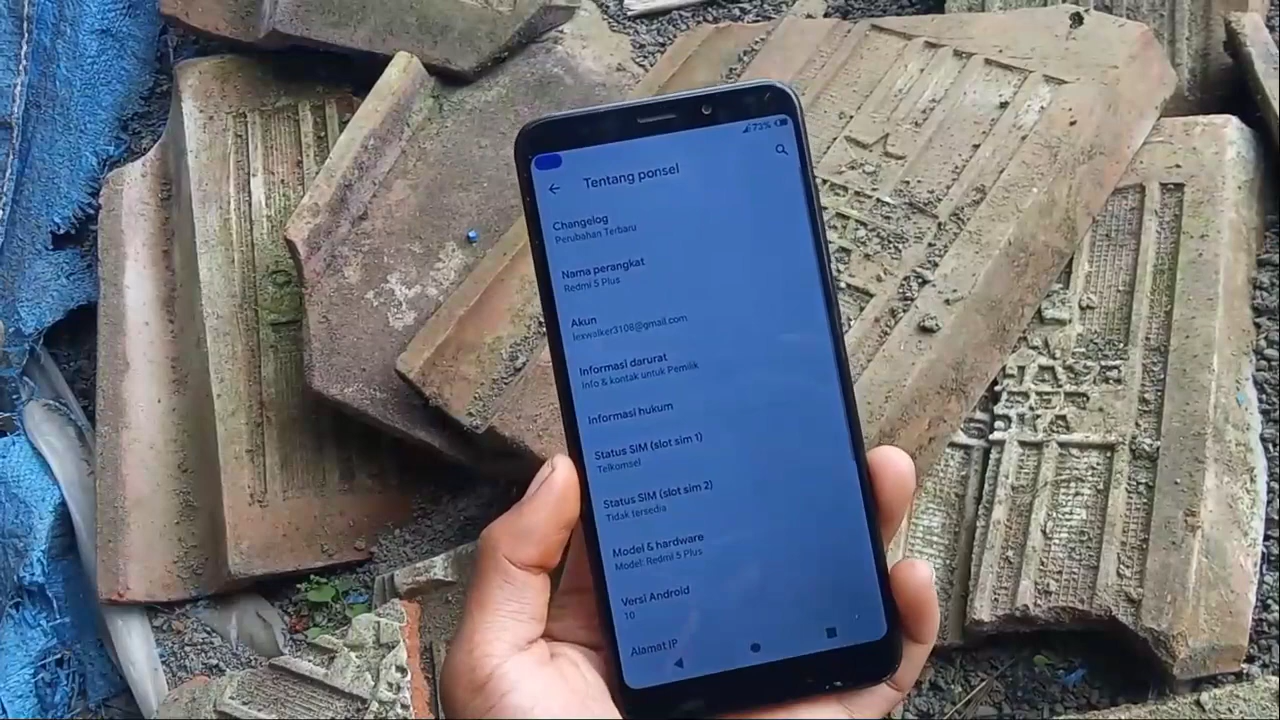 73%
Tentang ponsel
Changelog
Perubahan Terbaru
Nama perangkat
Redmi 5 Plus
Akun
lexwalker3108@gmail.com
Informasi darurat
Info & kontak untuk Pemilik
Informasi hukum
Status SIM (slot sim 1)
Telkomsel
Status SIM (slot sim 2)
Tidak tersedia
Model & hardware
Model: Redmi 5 Plus
Versi Android
10
Alamat IP